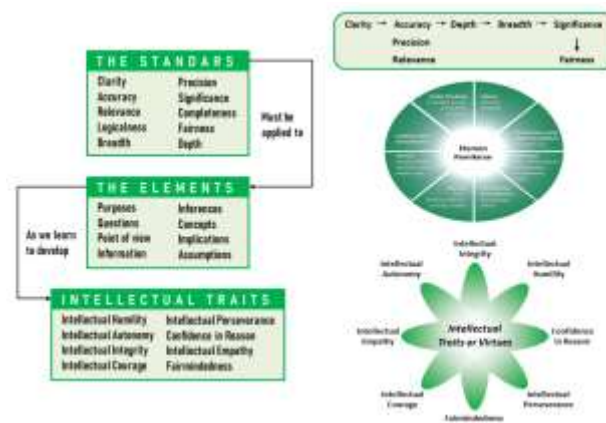 THE STANDARS
Clarity Precision
Accuracy Significance
Relevance Completeness
Logicalness Fairness
Breadth Depth
Must be
applied to
THE ELEMENTS
Purposes Inferences
Questions Concepts
Point of view Implications
Information Assumptions
As we learn
to develop
INTELLECTUAL TRAITS
Intellectual Humility Intellectual Perseverance
Intellectual Autonomy Confidence in Reason
Intellectual Integrity Intellectual Empathy
Intellectual Courage Fairmindedness
Clarity → Accuracy → Depth → Breadth → Significance
Precision ↓
Relevance Fairness
Intellectual
Integrity
Intellectual
Humility
Confidence
in Reason
Intellectual
Perseverance
Fairmindedness
Intellectual
Courage
Intellectual
Empathy
Intellectual
Autonomy
Intellectual
Traits or Virtues